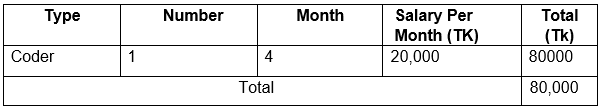 Type Number Month Salary Per Month (TK) Total (Tk)
Coder 1 4 20,000 80000
Total 80,000